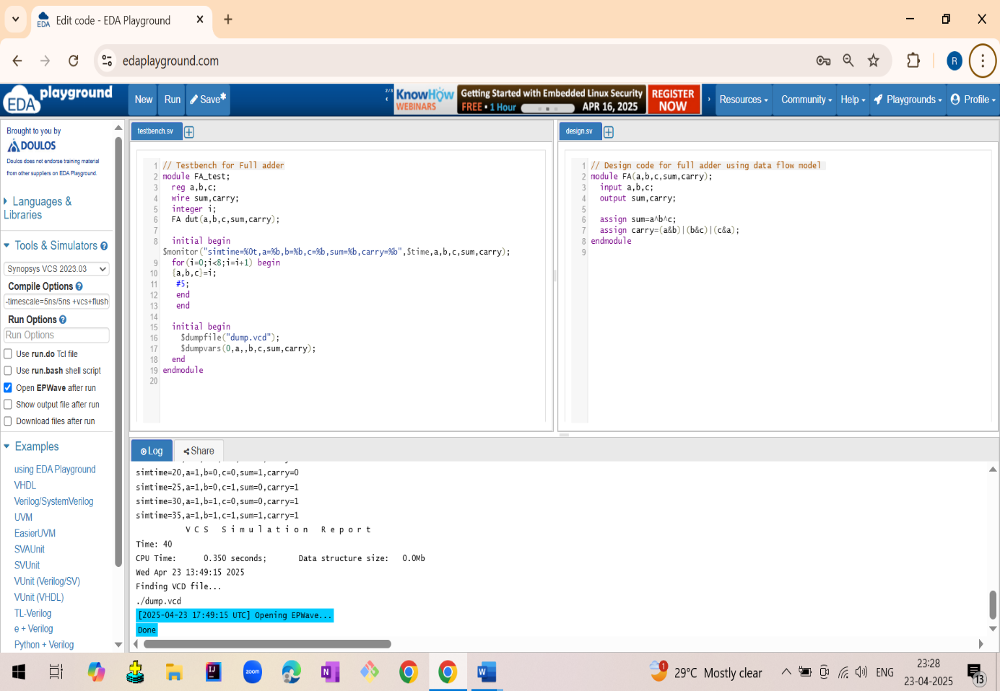 Edit code - EDA Playground
edaplayground.com
R
EDA playground
New
Run
Save*
2/3
KnowHow
WEBINARS
Getting Started with Embedded Linux Security
FREE • 1 Hour
APR 16, 2025
REGISTER
NOW
Resources
Community
Help
Playgrounds
Profile
Brought to you by
DOULOS
Doulos does not endorse training material
from other suppliers on EDA Playground.
Languages &
Libraries
Tools & Simulators
Synopsys VCS 2023.03
Compile Options
-timescale=5ns/5ns +vcs+flush
Run Options
Run Options
Use run.do Tcl file
Use run.bash shell script
Open EPWave after run
Show output file after run
Download files after run
Examples
using EDA Playground
VHDL
Verilog/SystemVerilog
UVM
EasierUVM
SVAUnit
SVUnit
VUnit (Verilog/SV)
VUnit (VHDL)
TL-Verilog
e + Verilog
Python + Verilog
testbench.sv
1 // Testbench for Full adder
2 module FA_test;
3 reg a,b,c;
4 wire sum,carry;
5 integer i;
6 FA dut(a,b,c,sum,carry);
7
8 initial begin
$monitor("simtime=%0t,a=%b,b=%b,c=%b,sum=%b,carry=%b",$time,a,b,c,sum,carry);
9 for(i=0;i<8;i=i+1) begin
10 {a,b,c}=i;
11 #5;
12 end
13 end
14
15 initial begin
16 $dumpfile("dump.vcd");
17 $dumpvars(0,a,,b,c,sum,carry);
18 end
19 endmodule
20
design.sv
1 // Design code for full adder using data flow model
2 module FA(a,b,c,sum,carry);
3 input a,b,c;
4 output sum,carry;
5
6 assign sum=a^b^c;
7 assign carry=(a&b)|(b&c)|(c&a);
8 endmodule
9
Log
Share
simtime=20,a=1,b=0,c=0,sum=1,carry=0
simtime=25,a=1,b=0,c=1,sum=0,carry=1
simtime=30,a=1,b=1,c=0,sum=0,carry=1
simtime=35,a=1,b=1,c=1,sum=1,carry=1
V C S S i m u l a t i o n R e p o r t
Time: 40
CPU Time: 0.350 seconds; Data structure size: 0.0Mb
Wed Apr 23 13:49:15 2025
Finding VCD file...
./dump.vcd
[2025-04-23 17:49:15 UTC] Opening EPWave...
Done
zoom
1
29°C Mostly clear
ENG
23:28
23-04-2025
13